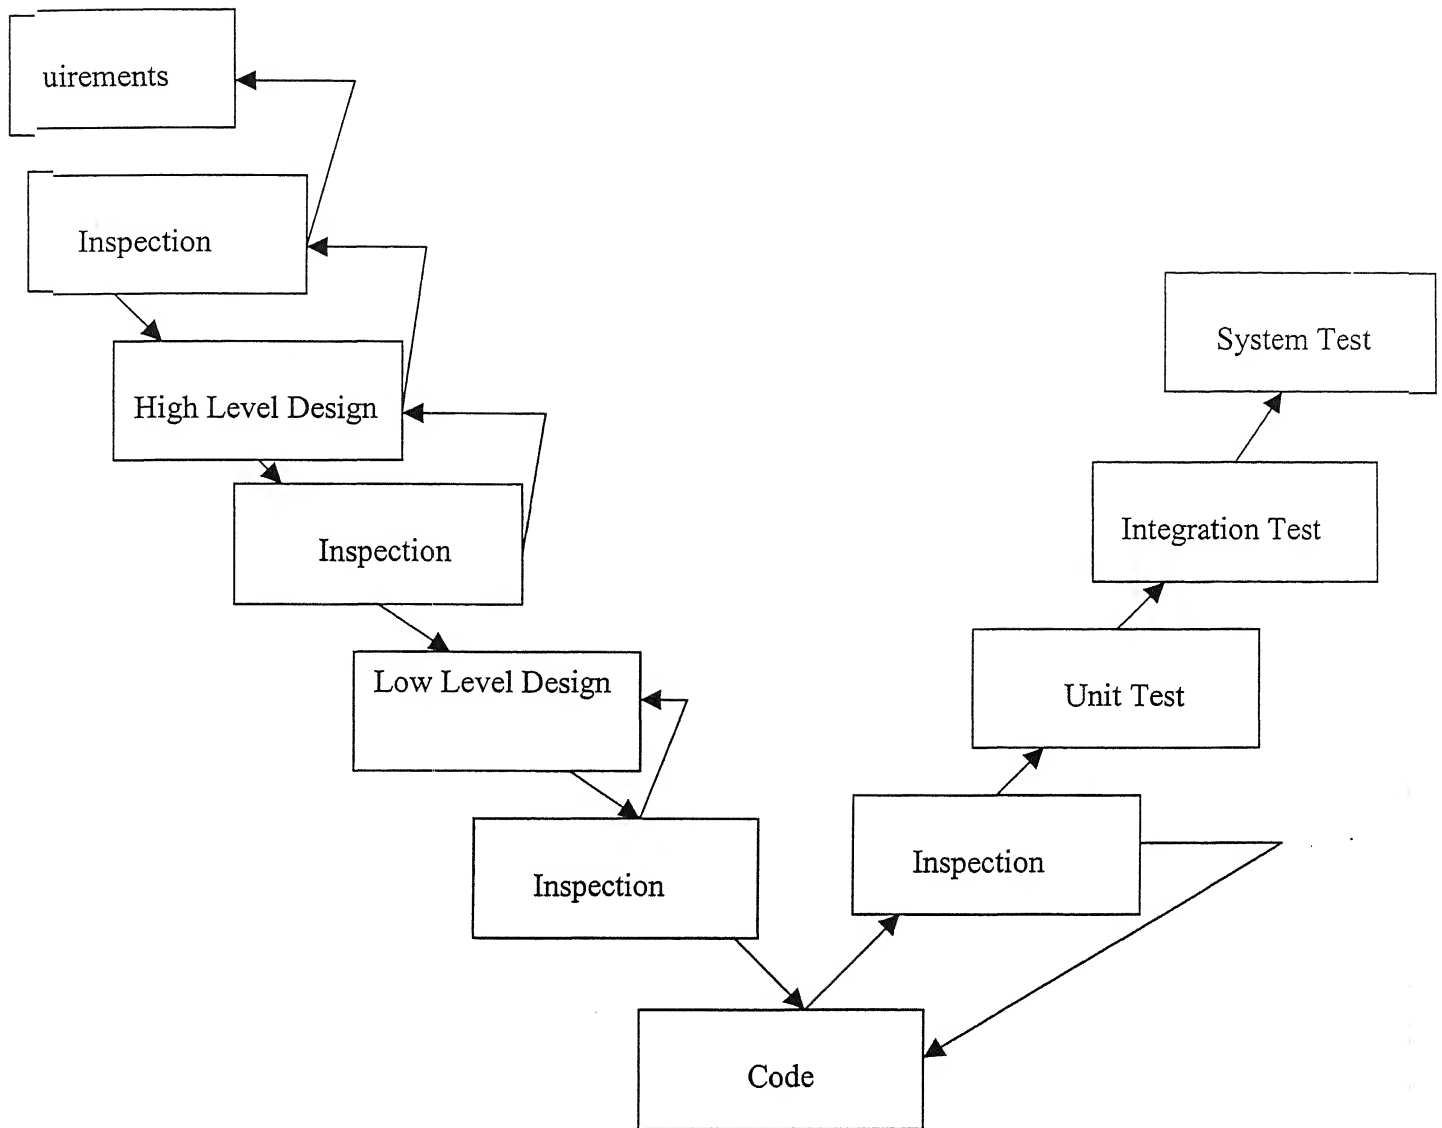 uirements
Inspection
High Level Design
Inspection
Low Level Design
Inspection
Code
Inspection
Unit Test
Integration Test
System Test